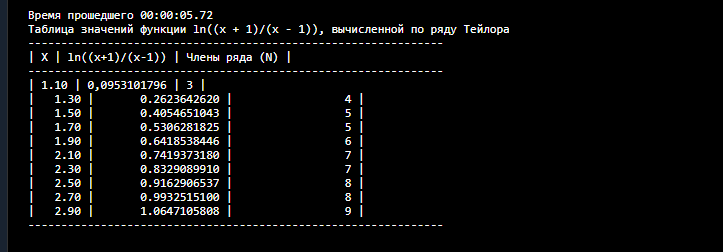 Время прошедшего 00:00:05.72
Таблица значений функции ln((x + 1)/(x - 1)), вычисленной по ряду Тейлора
---------------------------------------------------------------
| X | ln((x+1)/(x-1)) | Члены ряда (N) |
---------------------------------------------------------------
| 1.10 | 0,0953101796 | 3 |
| 1.30 | 0.2623642620 | 4 |
| 1.50 | 0.4054651043 | 5 |
| 1.70 | 0.5306281825 | 5 |
| 1.90 | 0.6418538446 | 6 |
| 2.10 | 0.7419373180 | 7 |
| 2.30 | 0.8329089910 | 7 |
| 2.50 | 0.9162906537 | 8 |
| 2.70 | 0.9932515100 | 8 |
| 2.90 | 1.0647105808 | 9 |
---------------------------------------------------------------